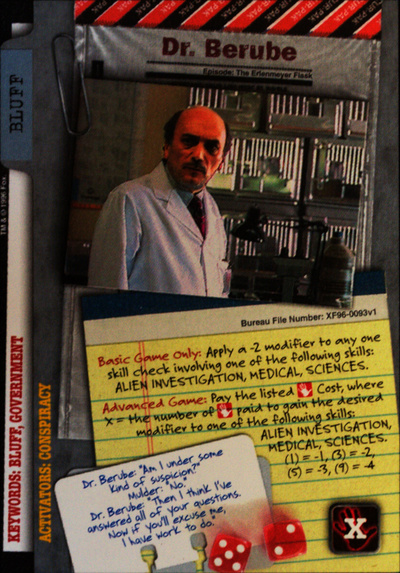 Dr. Berube
Episode: The Erlenmeyer Flask
BLUFF
TM & © 1996 Fox
KEYWORDS: BLUFF, GOVERNMENT
ACTIVATORS: CONSPIRACY
Bureau File Number: XF96-0093v1
Basic Game Only: Apply a -2 modifier to any one
skill check involving one of the following skills:
ALIEN INVESTIGATION, MEDICAL, SCIENCES.
Advanced Game: Pay the listed Cost, where
X = the number of paid to gain the desired
modifier to one of the following skills:
ALIEN INVESTIGATION,
MEDICAL, SCIENCES.
(1) = -1, (3) = -2,
(5) = -3, (9) = -4
Dr. Berube: "Am I under some
kind of suspicion?"
Mulder: "No."
Dr. Berube: "Then I think I've
answered all of your questions.
Now if you'll excuse me,
I have work to do."
X